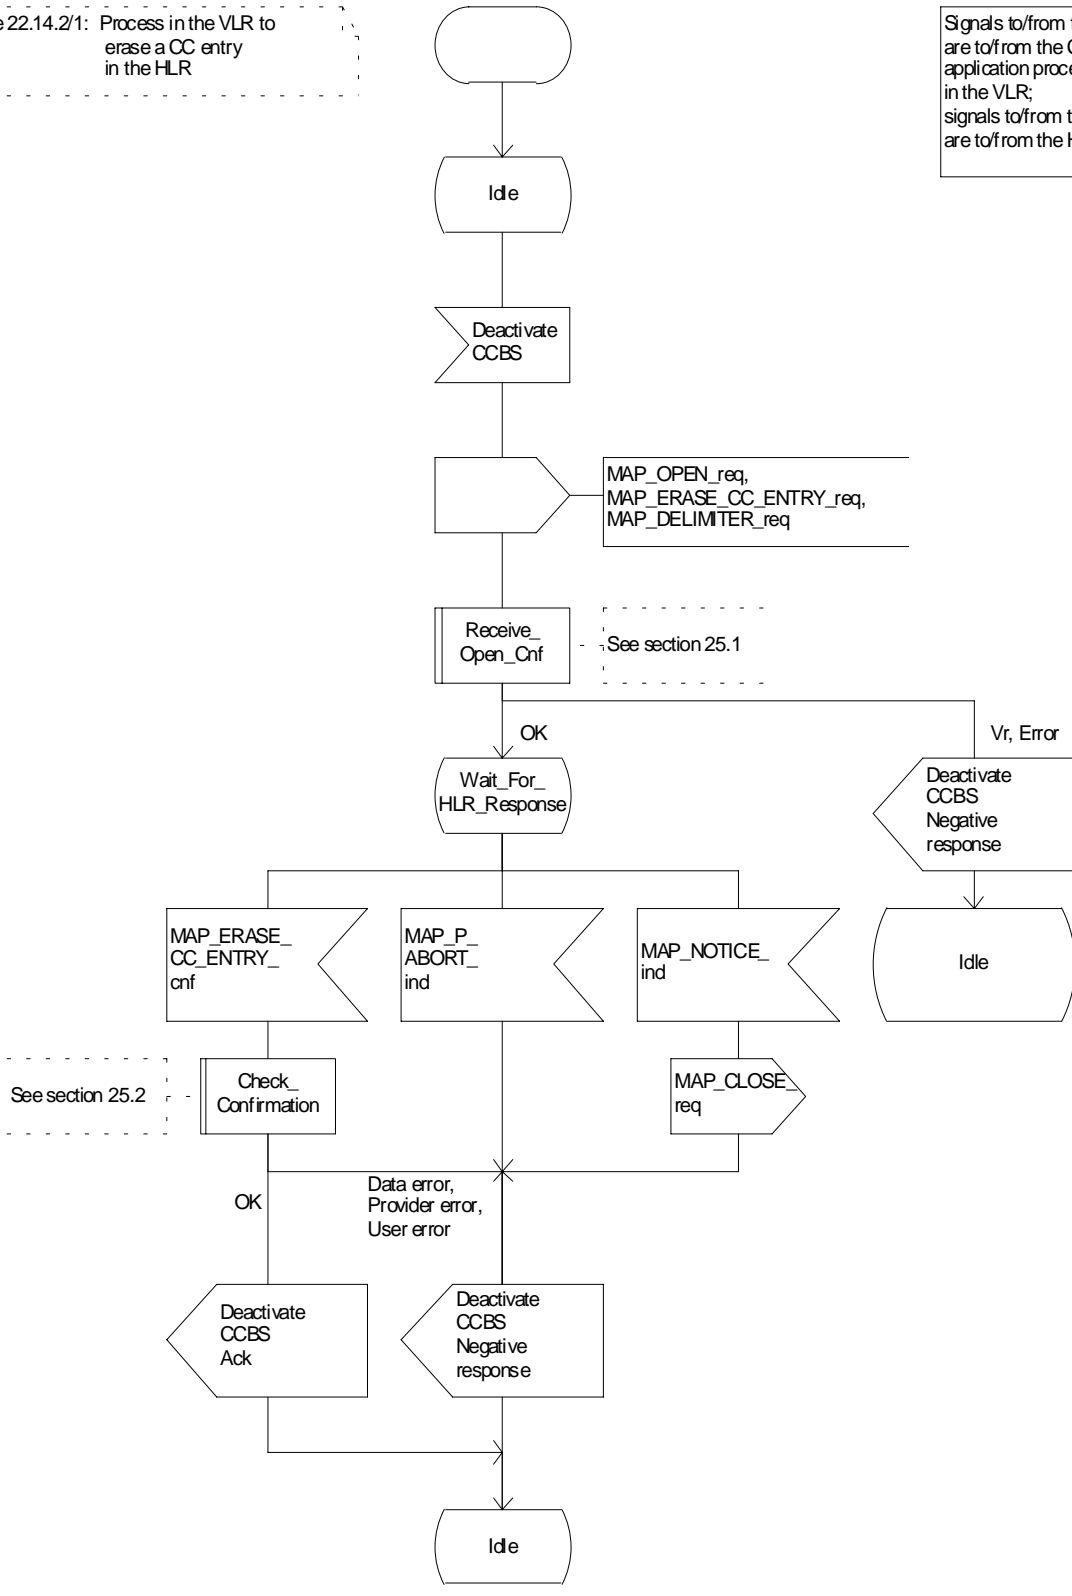 22.14.2/1: Process in the VLR to
erase a CC entry
in the HLR
Signals to/from
are to/from the
application
in the VLR;
signals to/from
are to/from the
Idle
Deactivate
CCBS
MAP_OPEN_req,
MAP_ERASE_CC_ENTRY_req,
MAP_DELIMITER_req
Receive_
Open_Cnf
See section 25.1
OK
Vr, Error
Wait_For_
HLR_Response
Deactivate
CCBS
Negative
response
MAP_ERASE_
CC_ENTRY_
cnf
MAP_P_
ABORT_
ind
MAP_NOTICE_
ind
Idle
See section 25.2
Check_
Confirmation
MAP_CLOSE_
req
OK
Data error,
Provider error,
User error
Deactivate
CCBS
Ack
Deactivate
CCBS
Negative
response
Idle